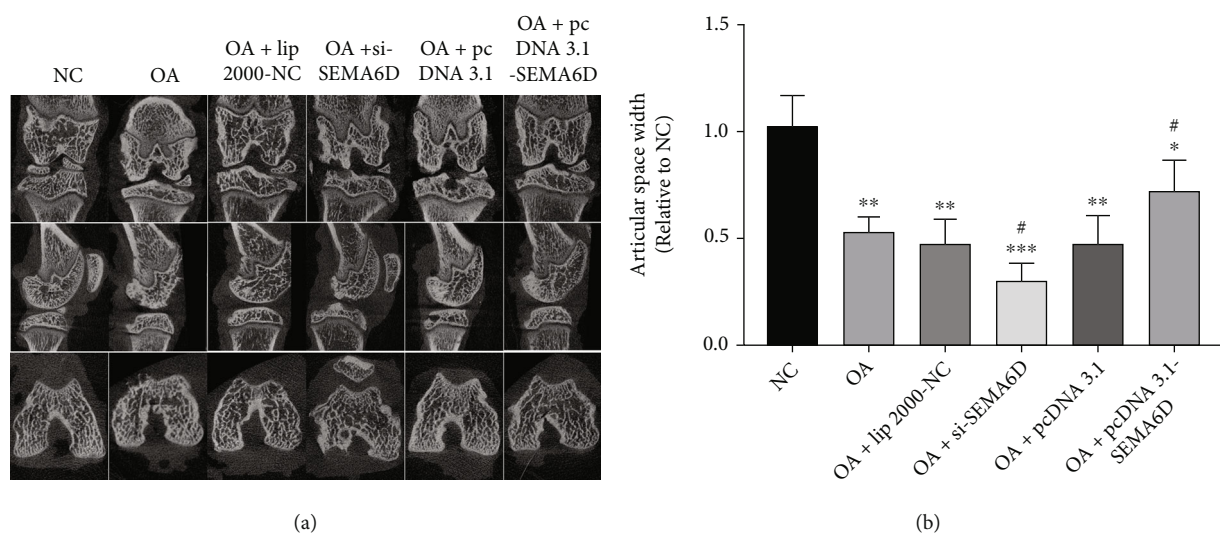 NC
OA
OA + lip
2000-NC
OA +si-
SEMA6D
OA + pc
DNA 3.1
OA + pc
DNA 3.1
-SEMA6D
(a)
Articular space width
(Relative to NC)
1.5
1.0
0.5
0.0
**
**
#
***
**
#
*
NC
OA
OA + lip 2000-NC
OA + si-SEMA6D
OA + pcDNA 3.1
OA + pcDNA 3.1-
SEMA6D
(b)